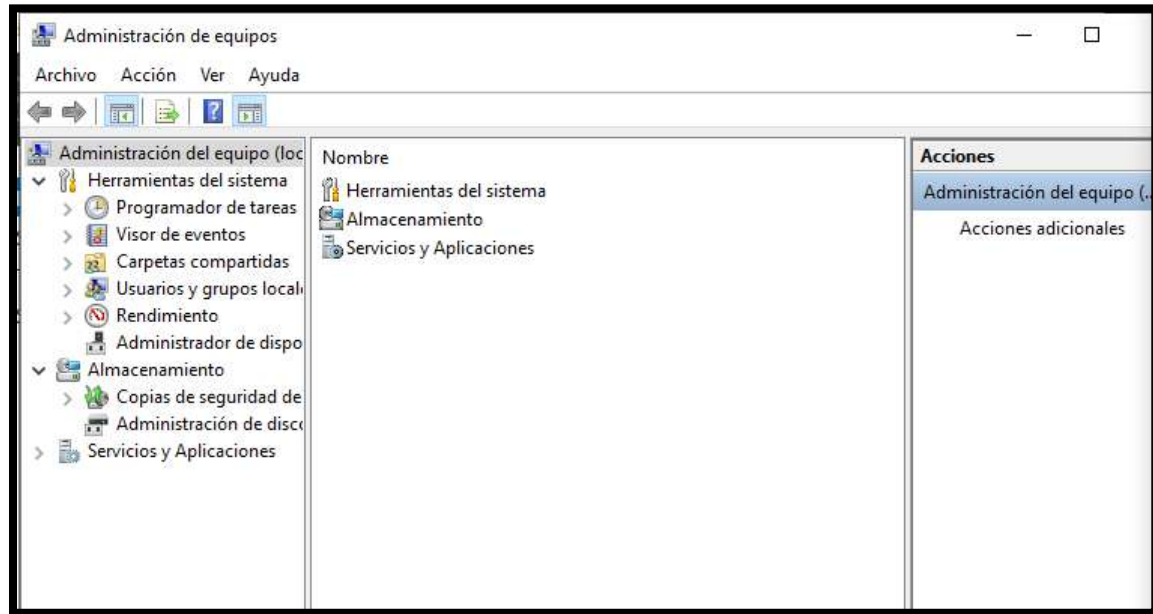 Administración de equipos
Archivo Acción Ver Ayuda
Administración del equipo (loc
Herramientas del sistema
Programador de tareas
Visor de eventos
Carpetas compartidas
Usuarios y grupos local
Rendimiento
Administrador de dispo
Almacenamiento
Copias de seguridad de
Administración de disc
Servicios y Aplicaciones
Nombre
Herramientas del sistema
Almacenamiento
Servicios y Aplicaciones
Acciones
Administración del equipo (..
Acciones adicionales